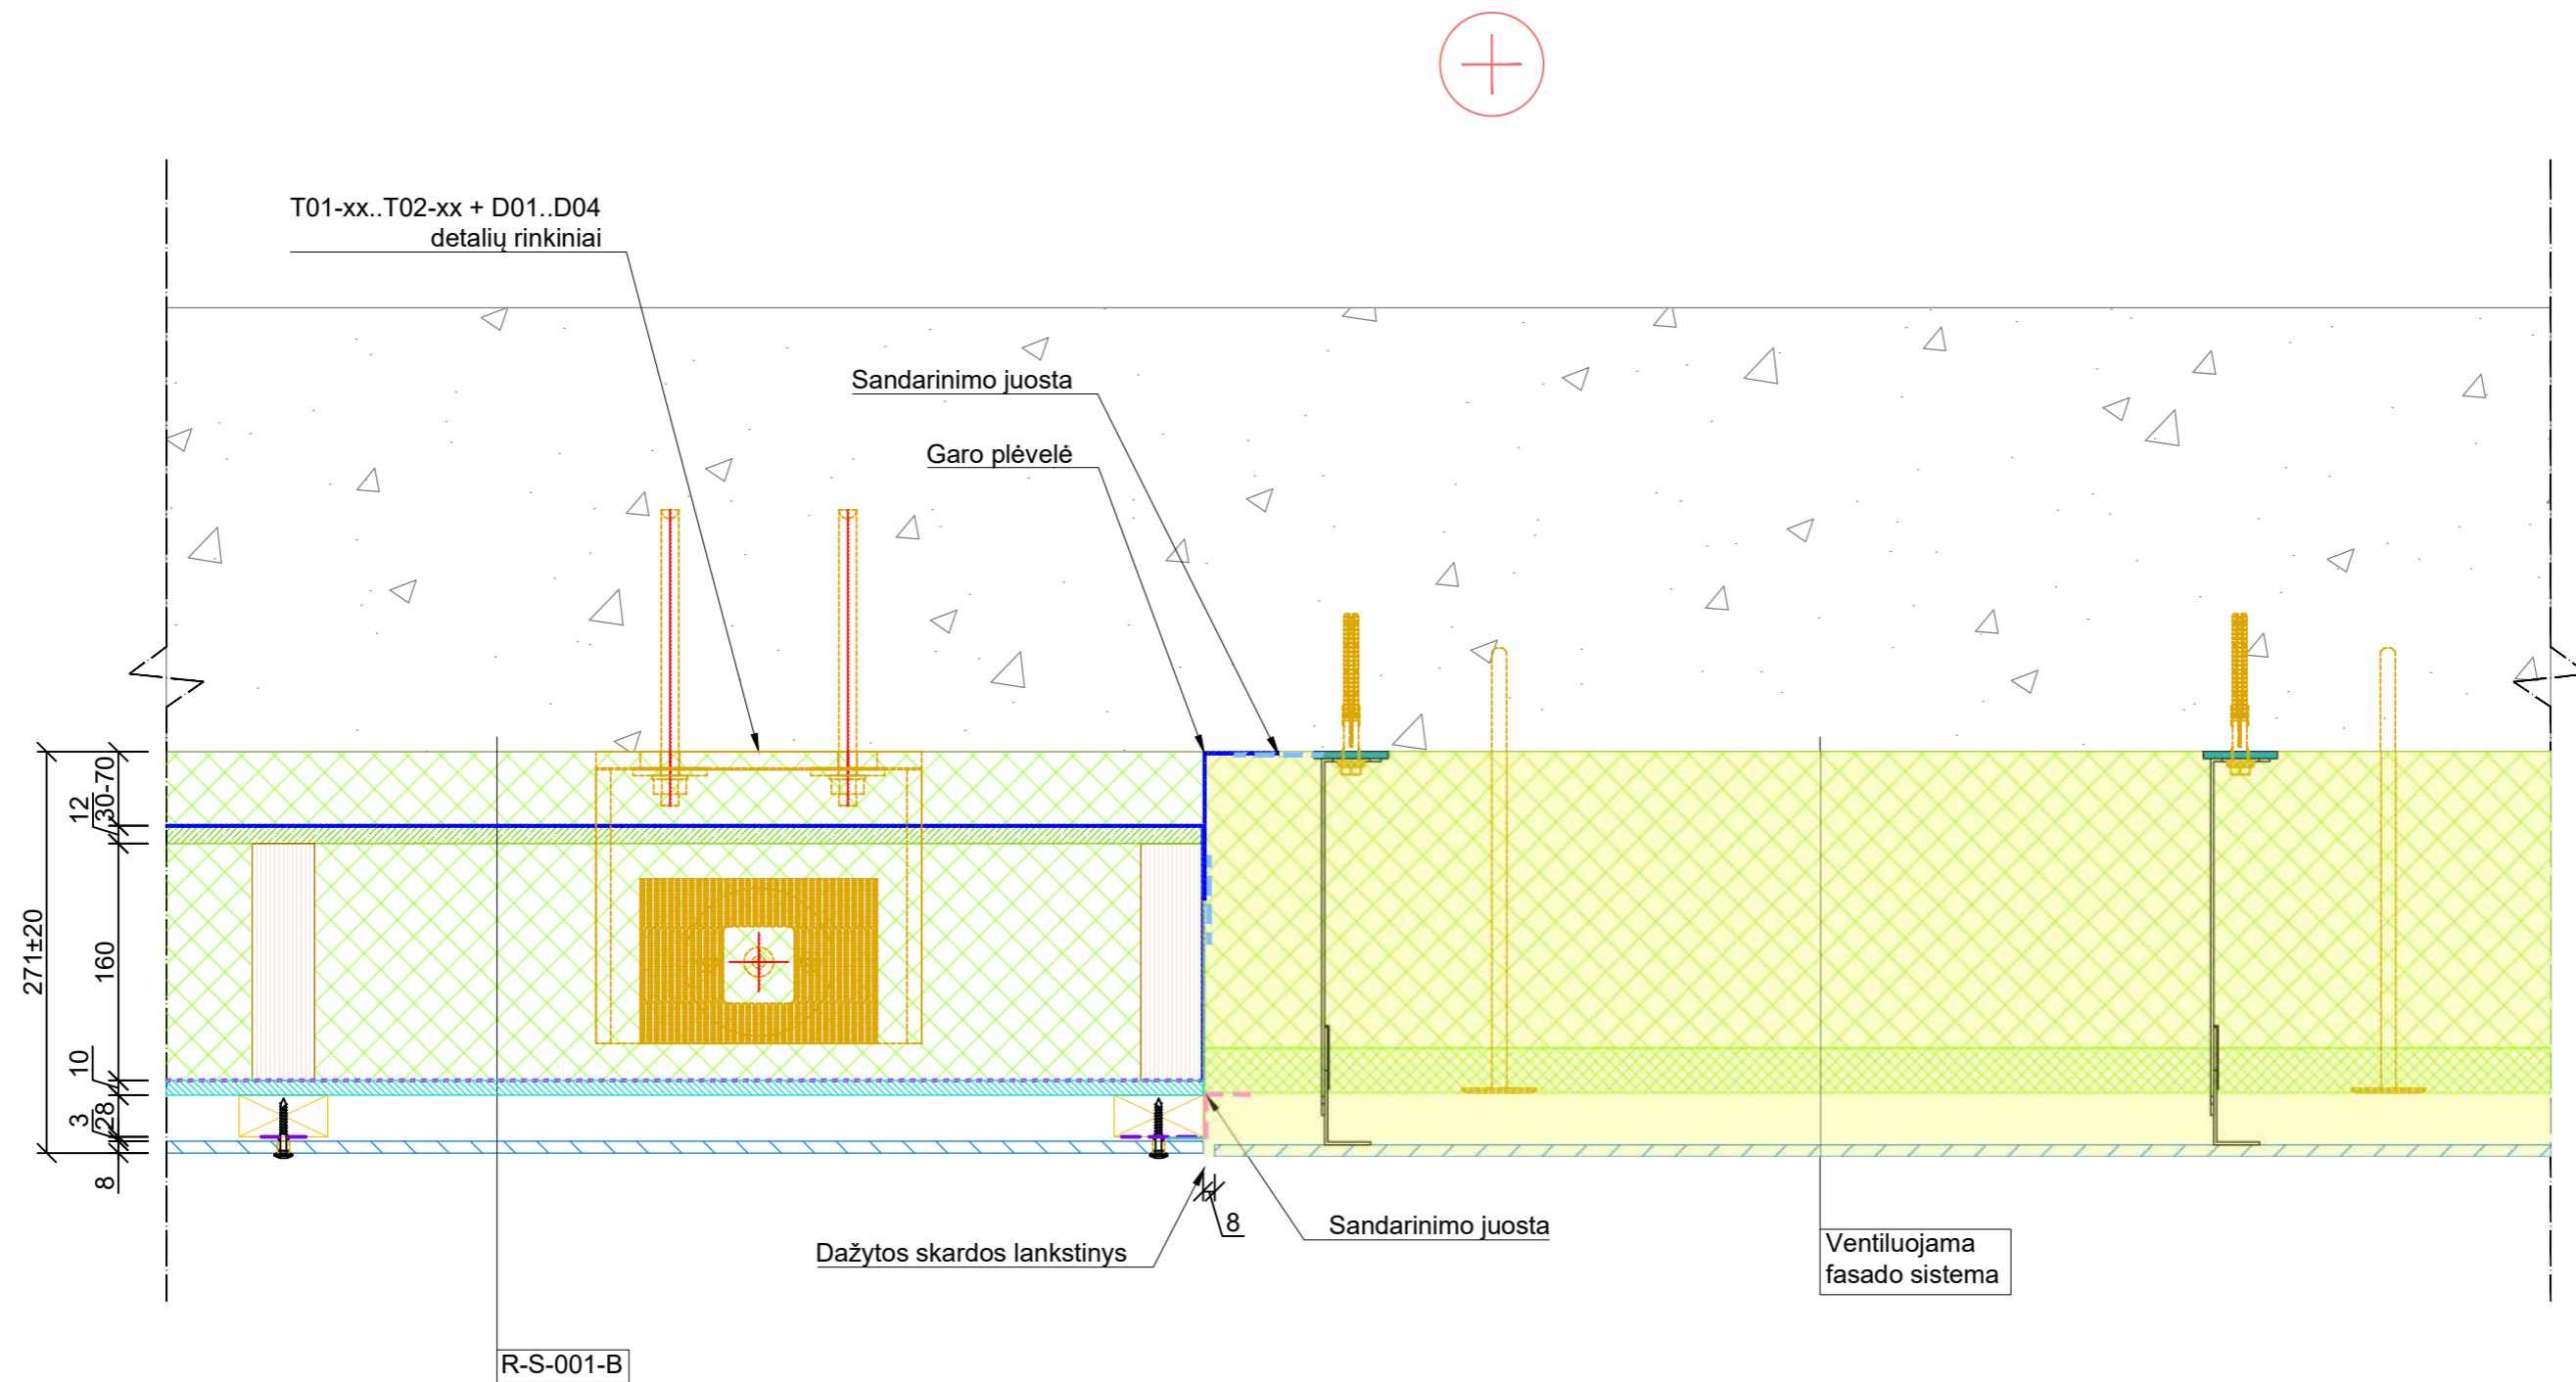 T01-xx..T02-xx + D01..D04
detalių rinkiniai
Sandarinimo juosta
Garo plėvelė
12
30-70
271±20
160
10
3
28
8
8
Sandarinimo juosta
Dažytos skardos lankstinys
Ventiluojama
fasado sistema
R-S-001-B